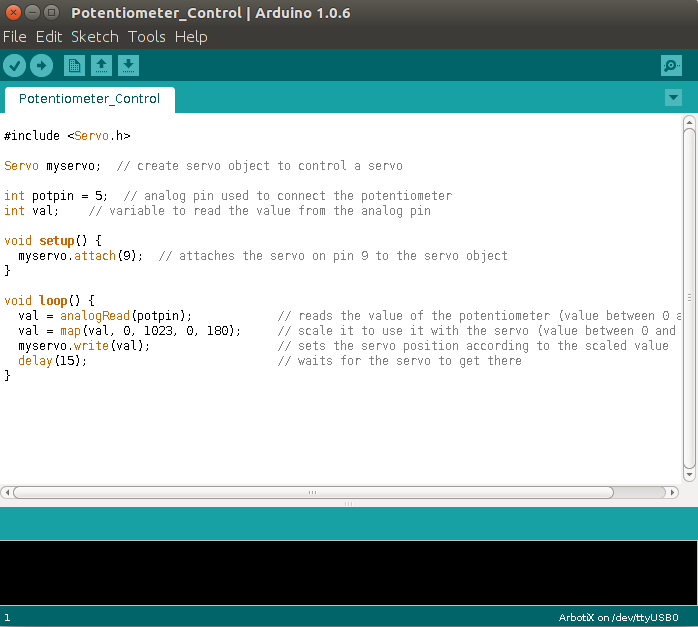 Potentiometer_Control | Arduino 1.0.6
File Edit Sketch Tools Help
Potentiometer_Control
#include <Servo.h>
Servo myservo;  // create servo object to control a servo
int potpin = 5;  // analog pin used to connect the potentiometer
int val;    // variable to read the value from the analog pin
void setup() {
  myservo.attach(9);  // attaches the servo on pin 9 to the servo object
}
void loop() {
  val = analogRead(potpin);            // reads the value of the potentiometer (value between 0 a
  val = map(val, 0, 1023, 0, 180);     // scale it to use it with the servo (value between 0 and
  myservo.write(val);                  // sets the servo position according to the scaled value
  delay(15);                           // waits for the servo to get there
}
1
ArbotiX on /dev/ttyUSB0